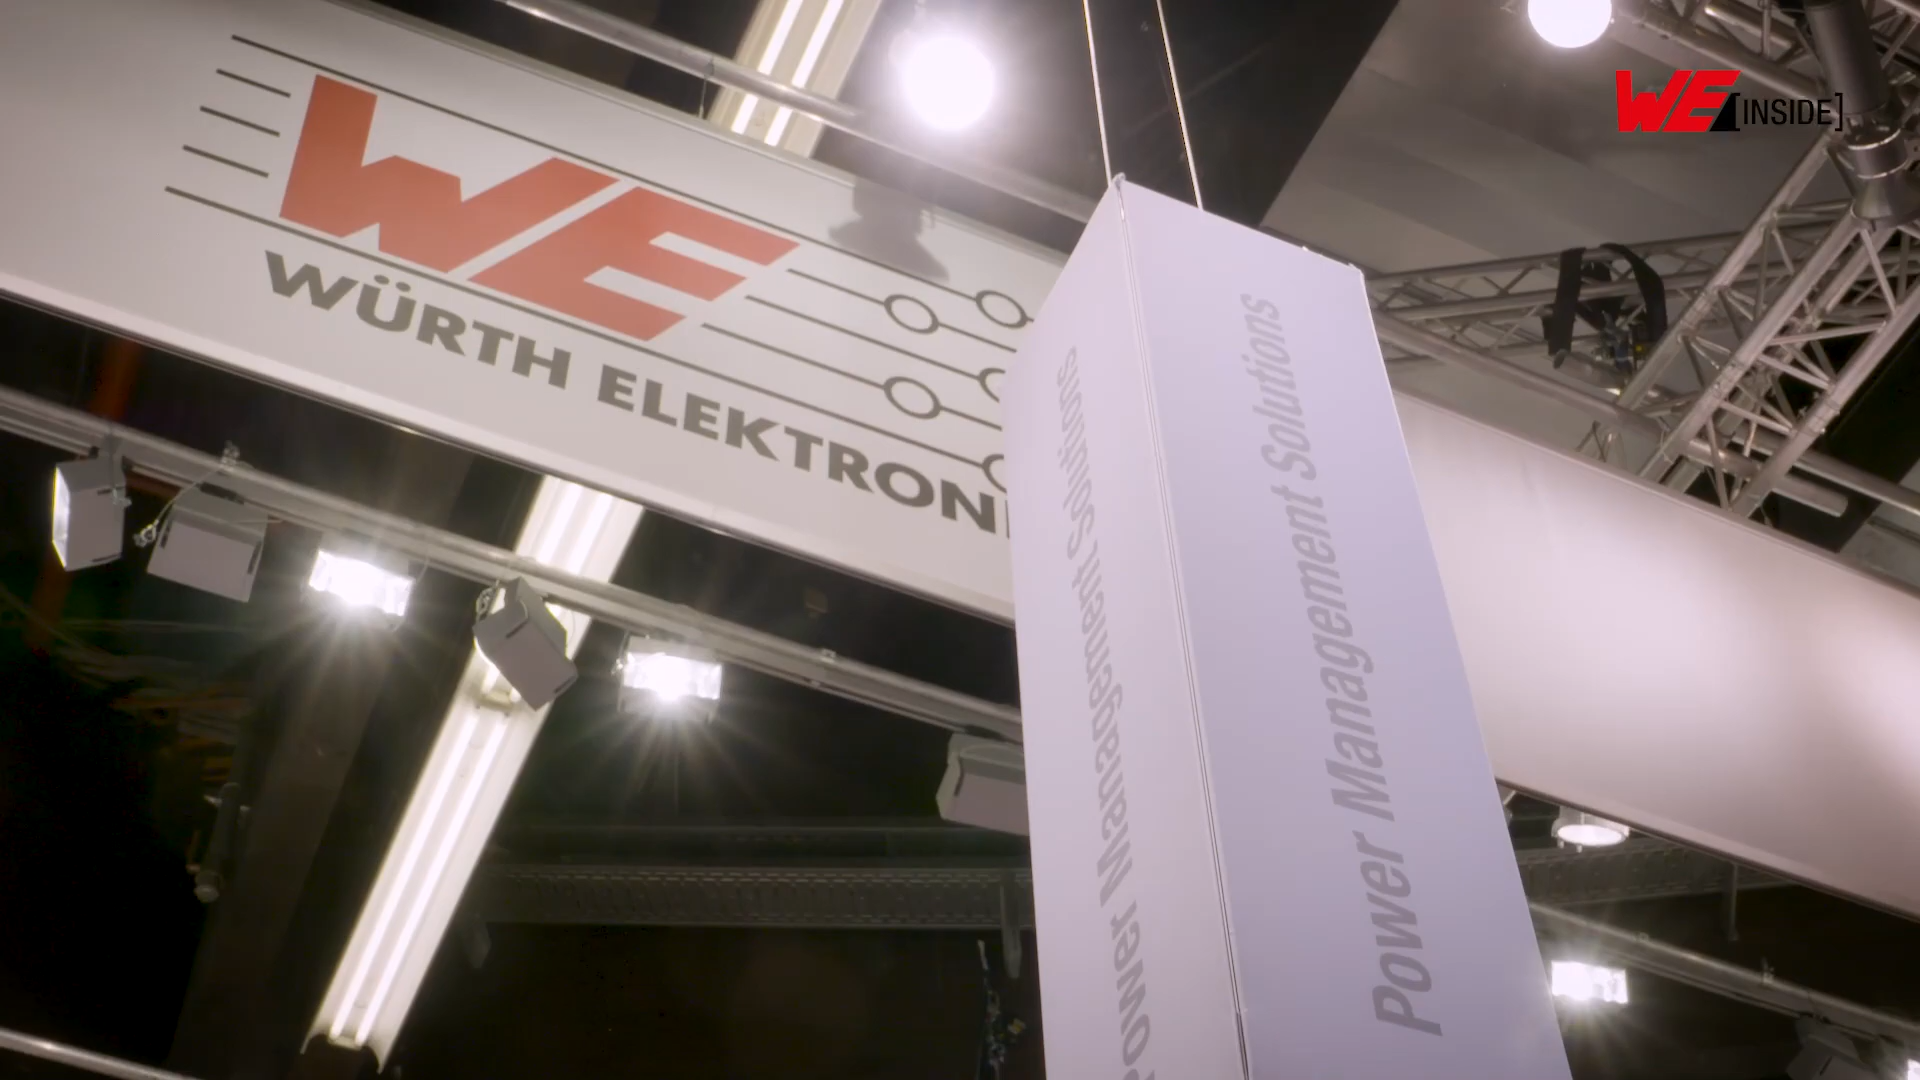 WE
WÜRTH ELEKTRONI
Power Management Solutions
Power Management Solutions
WE [INSIDE]